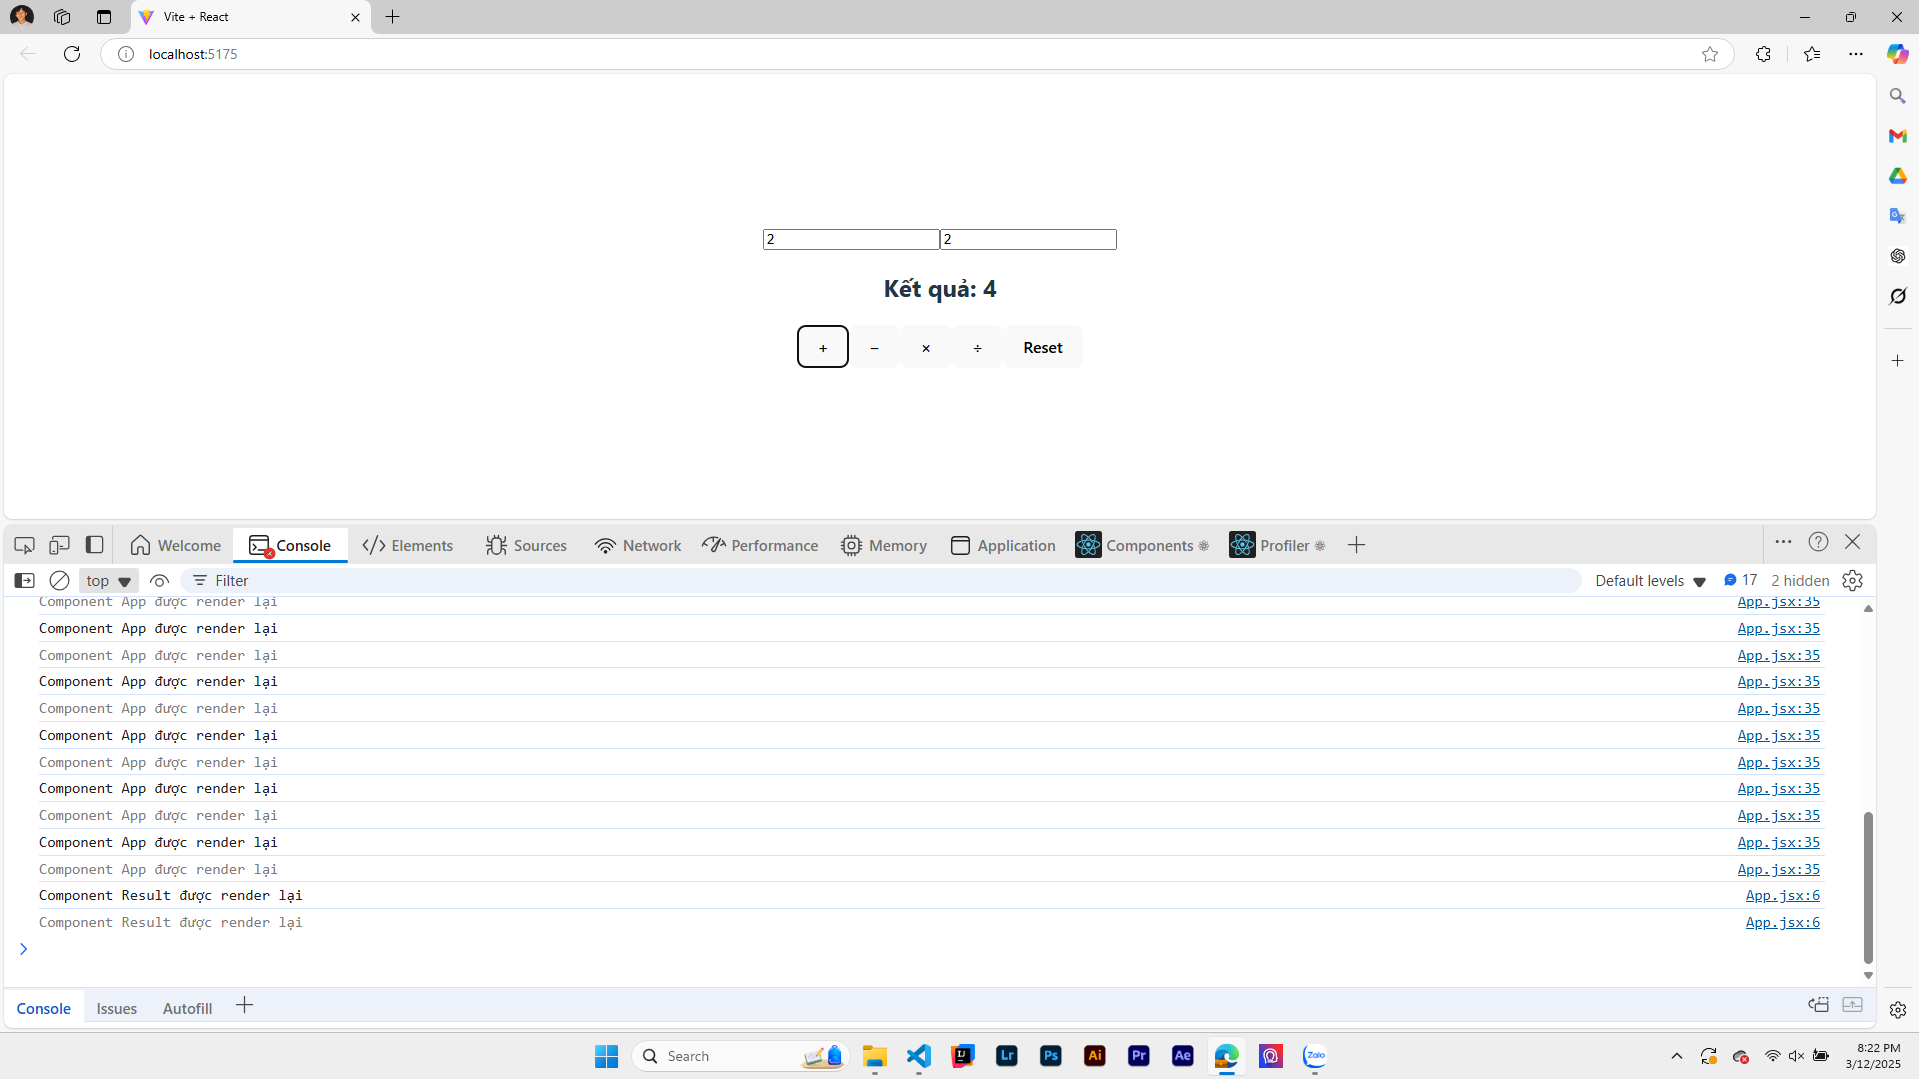 Vite + React
localhost:5175
2 2
Kết quả: 4
+ − × ÷ Reset
Welcome Console Elements Sources Network Performance Memory Application Components Profiler
top Filter Default levels 17 2 hidden
Component App được render lại App.jsx:35
Component App được render lại App.jsx:35
Component App được render lại App.jsx:35
Component App được render lại App.jsx:35
Component App được render lại App.jsx:35
Component App được render lại App.jsx:35
Component App được render lại App.jsx:35
Component App được render lại App.jsx:35
Component App được render lại App.jsx:35
Component App được render lại App.jsx:35
Component App được render lại App.jsx:35
Component Result được render lại App.jsx:6
Component Result được render lại App.jsx:6
Console Issues Autofill
Search Lr Ps Ai Pr Ae Zalo
8:22 PM
3/12/2025